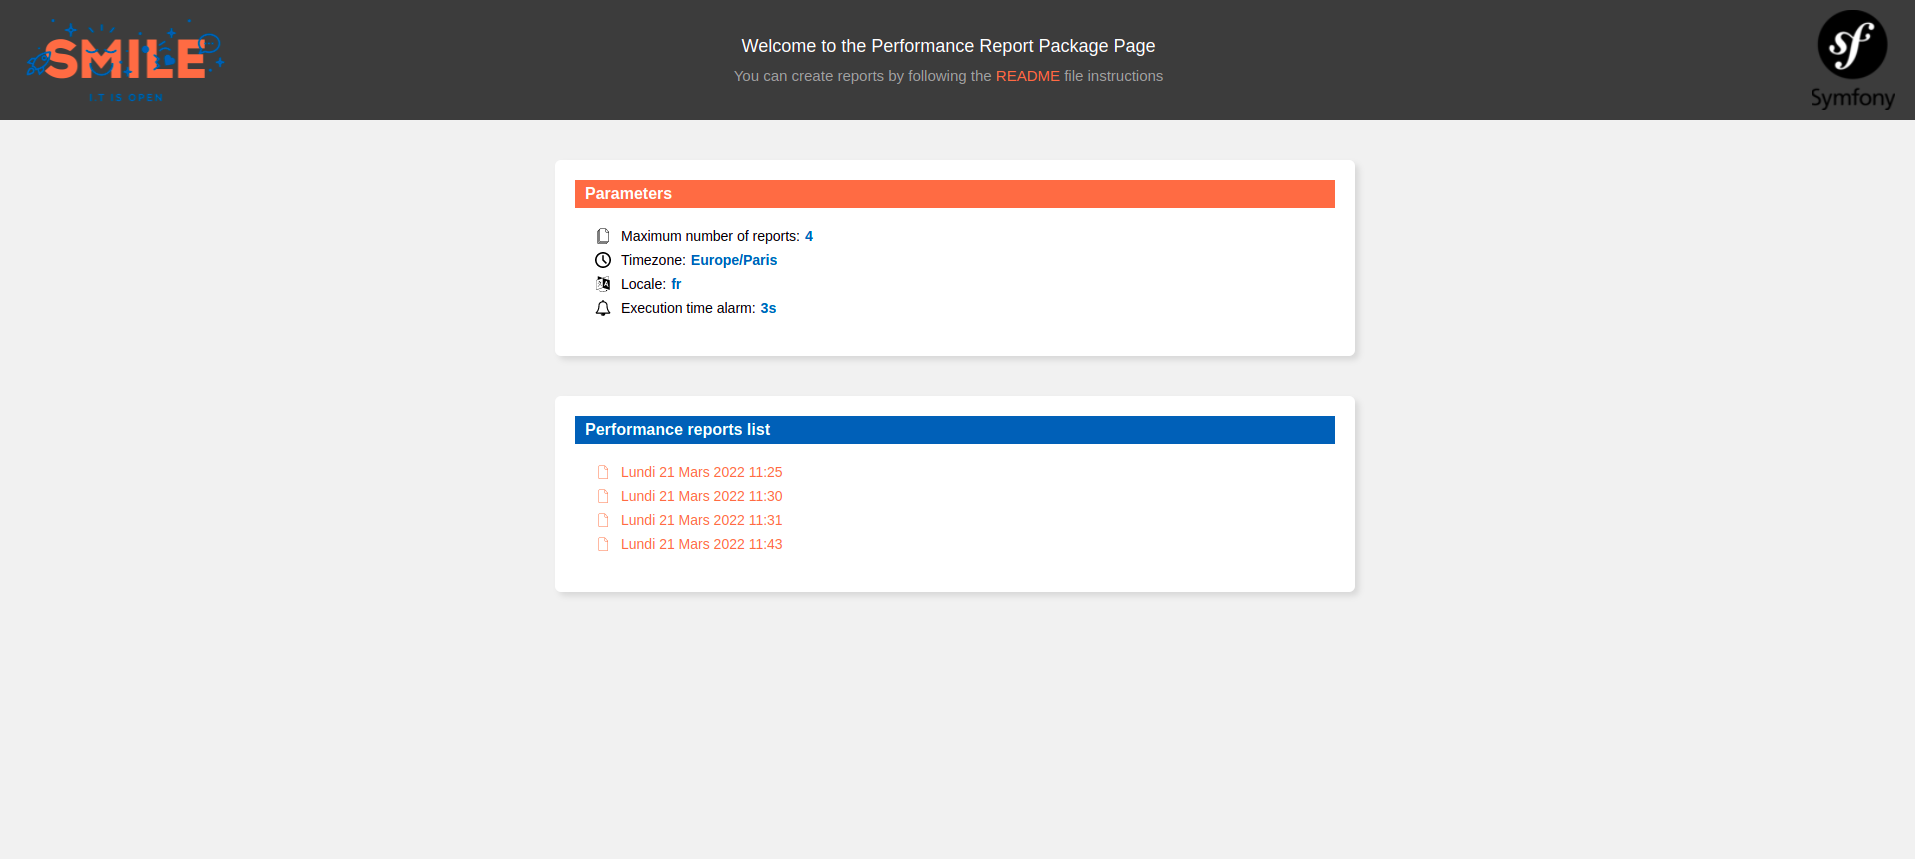 SMILE
IT IS OPEN
Welcome to the Performance Report Package Page
You can create reports by following the README file instructions
sf
Symfony
Parameters
Maximum number of reports: 4
Timezone: Europe/Paris
Locale: fr
Execution time alarm: 3s
Performance reports list
Lundi 21 Mars 2022 11:25
Lundi 21 Mars 2022 11:30
Lundi 21 Mars 2022 11:31
Lundi 21 Mars 2022 11:43